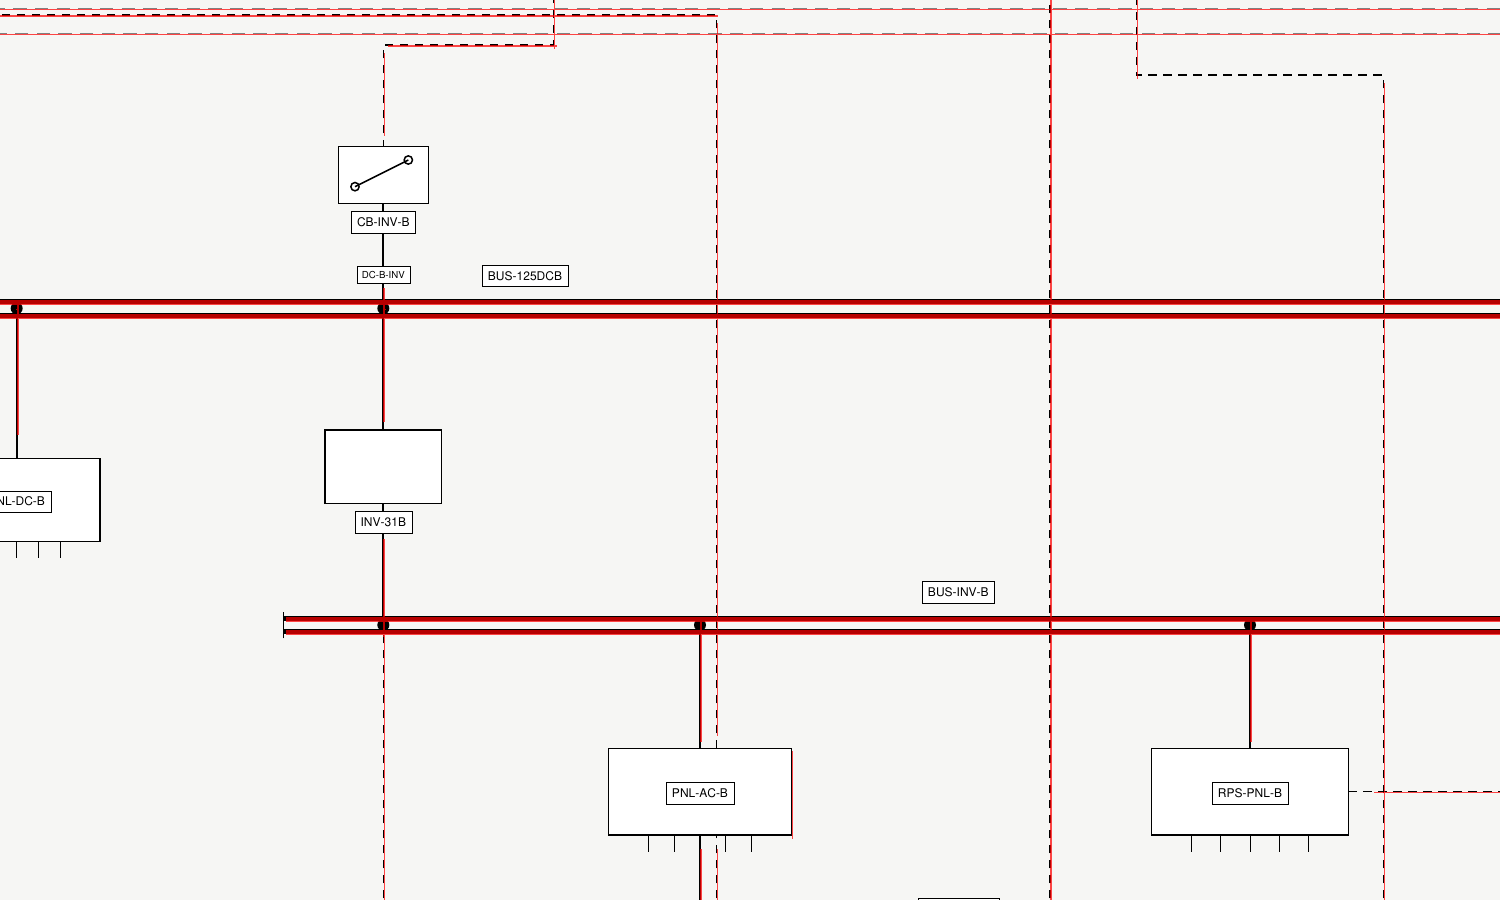 CB-INV-B
DC-B-INV
BUS-125DCB
NL-DC-B
INV-31B
BUS-INV-B
PNL-AC-B
RPS-PNL-B